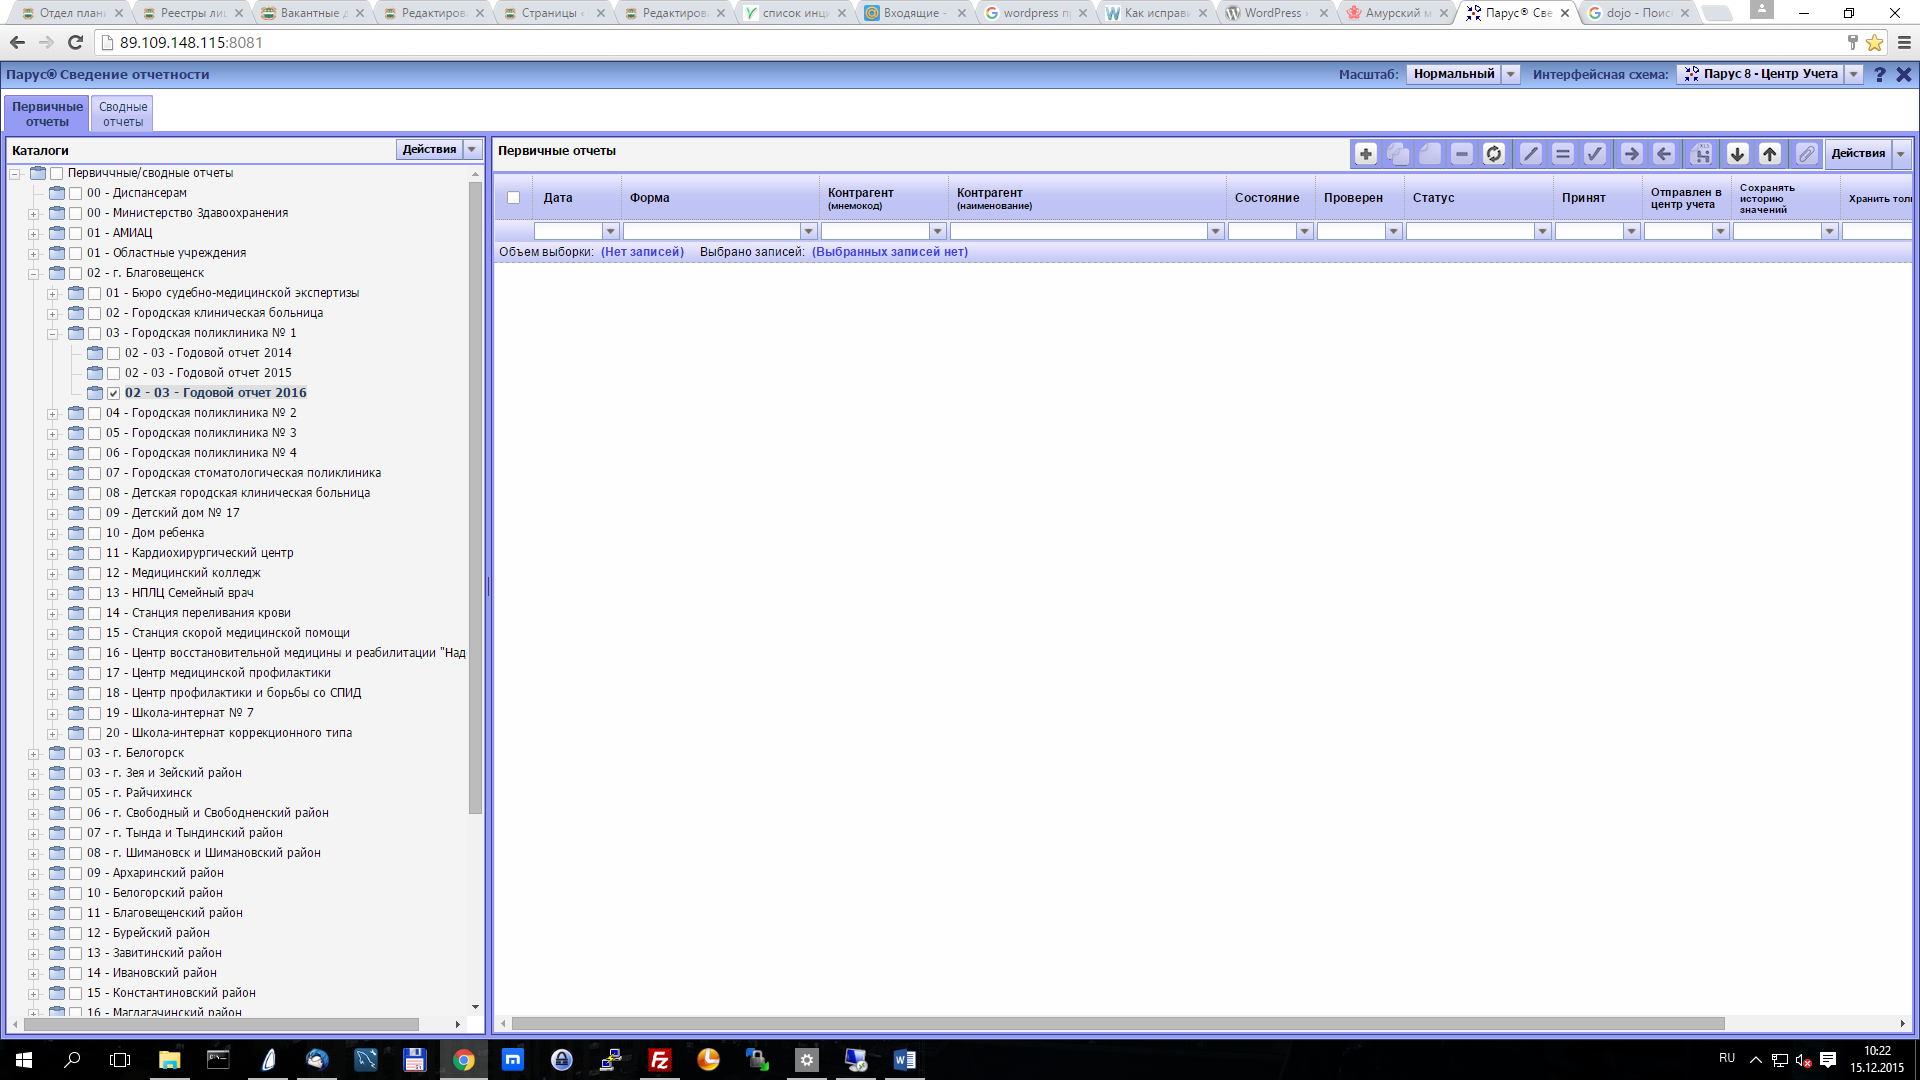 Отдел план
Реестры ли
Вакантные д
Редактиров
Страницы ‹
Редактиров
список инц
Входящие -
wordpress п
Как исправи
WordPress ›
Амурский м
Парус® Све
dojo - Поис
89.109.148.115:8081
Парус® Сведение отчетности
Масштаб: Нормальный
Интерфейсная схема: Парус 8 - Центр Учета
Первичные отчеты
Сводные отчеты
Каталоги
Действия
Первичные отчеты
Действия
Первичные/сводные отчеты
00 - Диспансерам
00 - Министерство Здавоохранения
01 - АМИАЦ
01 - Областные учреждения
02 - г. Благовещенск
01 - Бюро судебно-медицинской экспертизы
02 - Городская клиническая больница
03 - Городская поликлиника № 1
02 - 03 - Годовой отчет 2014
02 - 03 - Годовой отчет 2015
02 - 03 - Годовой отчет 2016
04 - Городская поликлиника № 2
05 - Городская поликлиника № 3
06 - Городская поликлиника № 4
07 - Городская стоматологическая поликлиника
08 - Детская городская клиническая больница
09 - Детский дом № 17
10 - Дом ребенка
11 - Кардиохирургический центр
12 - Медицинский колледж
13 - НПЛЦ Семейный врач
14 - Станция переливания крови
15 - Станция скорой медицинской помощи
16 - Центр восстановительной медицины и реабилитации "Над
17 - Центр медицинской профилактики
18 - Центр профилактики и борьбы со СПИД
19 - Школа-интернат № 7
20 - Школа-интернат коррекционного типа
03 - г. Белогорск
03 - г. Зея и Зейский район
05 - г. Райчихинск
06 - г. Свободный и Свободненский район
07 - г. Тында и Тындинский район
08 - г. Шимановск и Шимановский район
09 - Архаринский район
10 - Белогорский район
11 - Благовещенский район
12 - Бурейский район
13 - Завитинский район
14 - Ивановский район
15 - Константиновский район
16 - Магдагачинский район
Дата
Форма
Контрагент (мнемокод)
Контрагент (наименование)
Состояние
Проверен
Статус
Принят
Отправлен в центр учета
Сохранять историю значений
Хранить толь
Объем выборки: (Нет записей) Выбрано записей: (Выбранных записей нет)
RU
10:22
15.12.2015